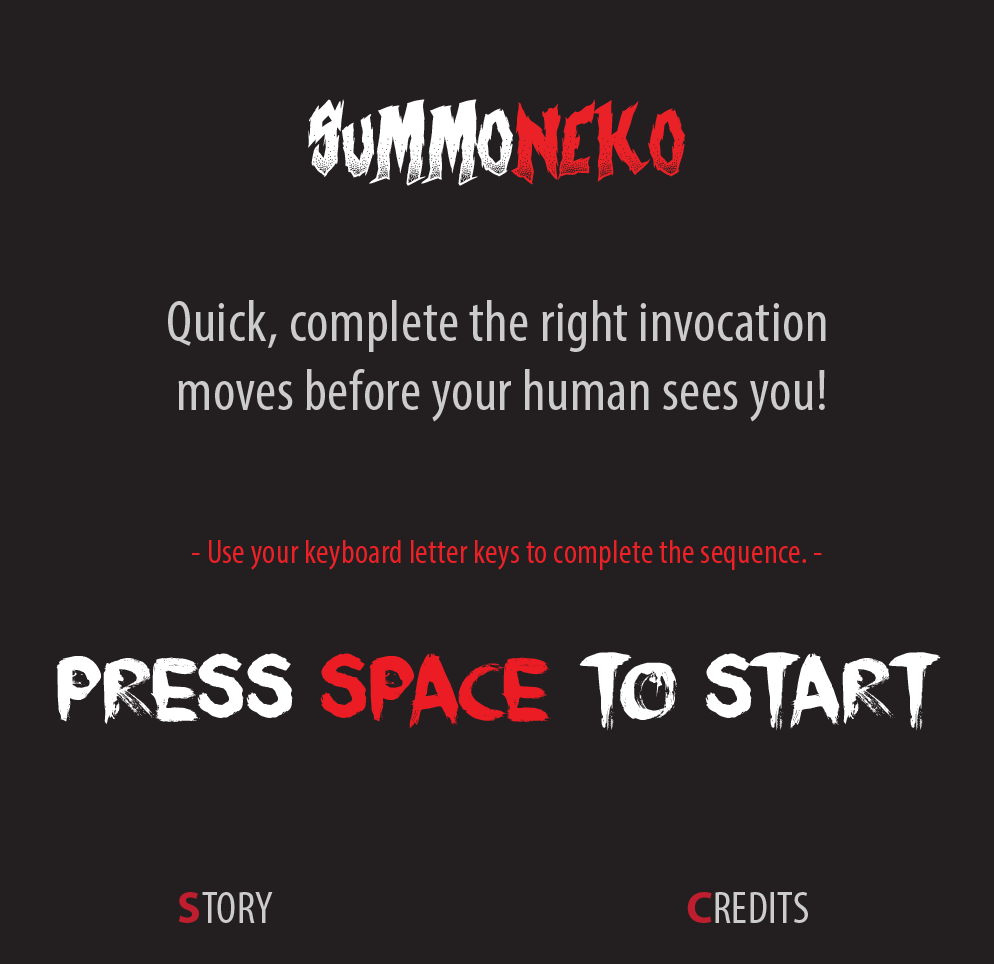 SuMMONEKO
Quick, complete the right invocation
moves before your human sees you!
- Use your keyboard letter keys to complete the sequence. -
PRESS SPACE TO START
STORY
CREDITS